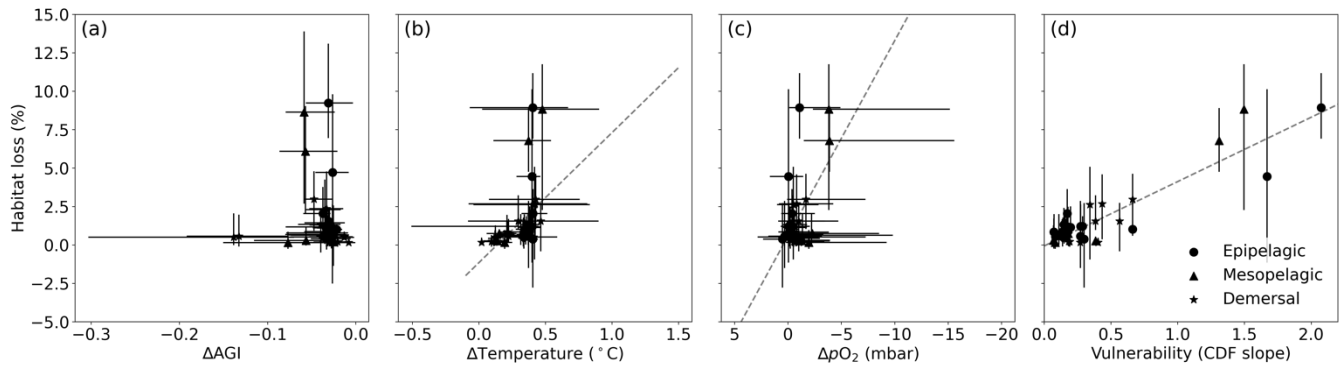 (a)
(b)
(c)
(d)
Habitat loss (%)
15.0
12.5
10.0
7.5
5.0
2.5
0.0
−2.5
−5.0
−0.3
−0.2
−0.1
0.0
ΔAGI
−0.5
0.0
0.5
1.0
1.5
ΔTemperature (°C)
5
0
−5
−10
−15
−20
ΔpO₂ (mbar)
Epipelagic
Mesopelagic
Demersal
0.0
0.5
1.0
1.5
2.0
Vulnerability (CDF slope)